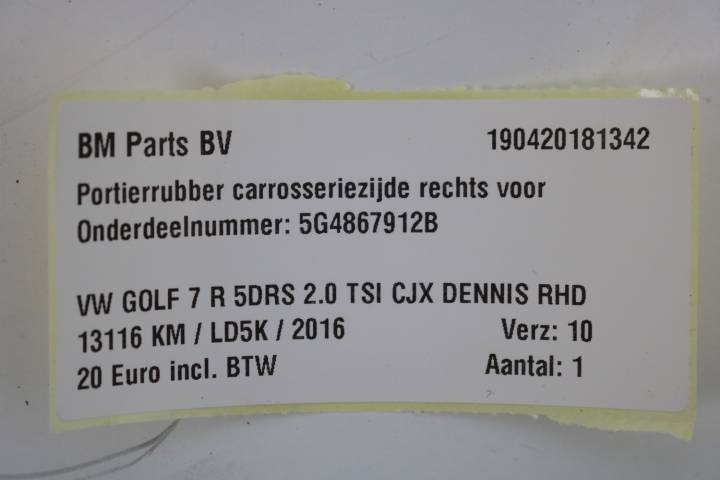 BM Parts BV 190420181342
Portierrubber carrosseriezijde rechts voor
Onderdeelnummer: 5G4867912B
VW GOLF 7 R 5DRS 2.0 TSI CJX DENNIS RHD
13116 KM / LD5K / 2016 Verz: 10
20 Euro incl. BTW Aantal: 1